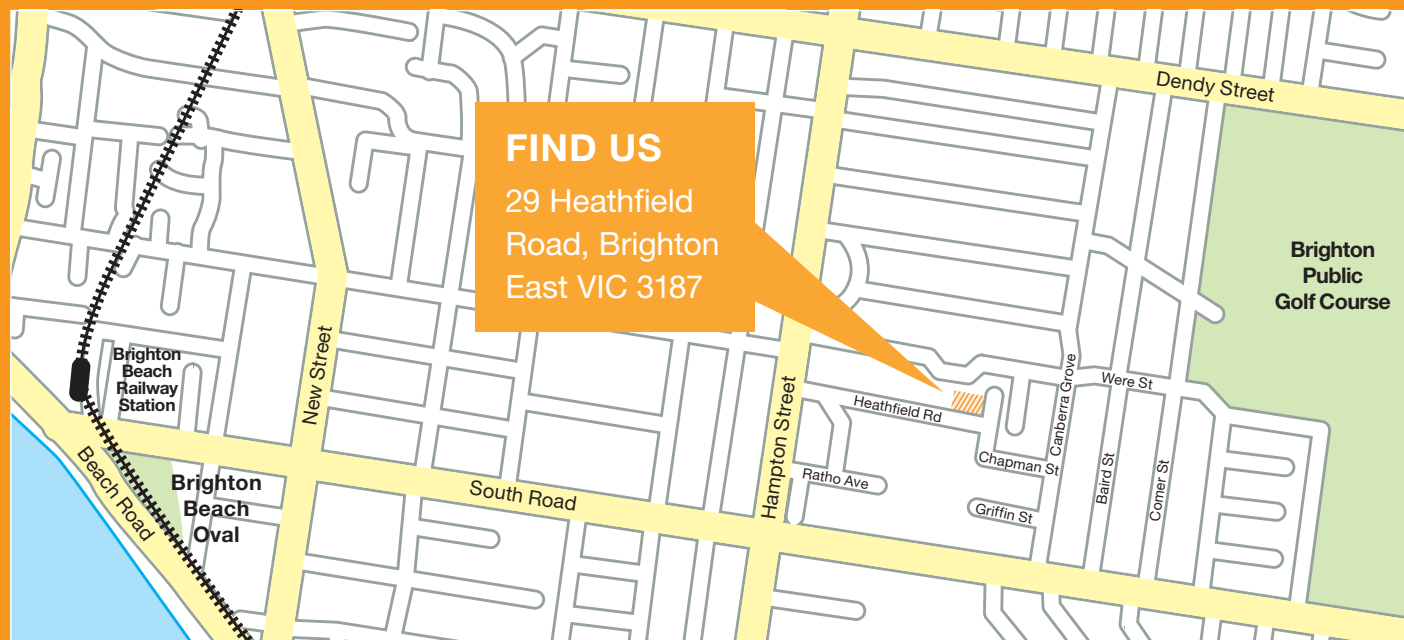 Dendy Street
FIND US
29 Heathfield
Road, Brighton
East VIC 3187
Brighton
Public
Golf Course
Brighton
Beach
Railway
Station
New Street
Hampton Street
Heathfield Rd
Canberra Grove
Were St
Chapman St
Baird St
Comer St
Ratho Ave
Griffin St
Beach Road
Brighton
Beach
Oval
South Road